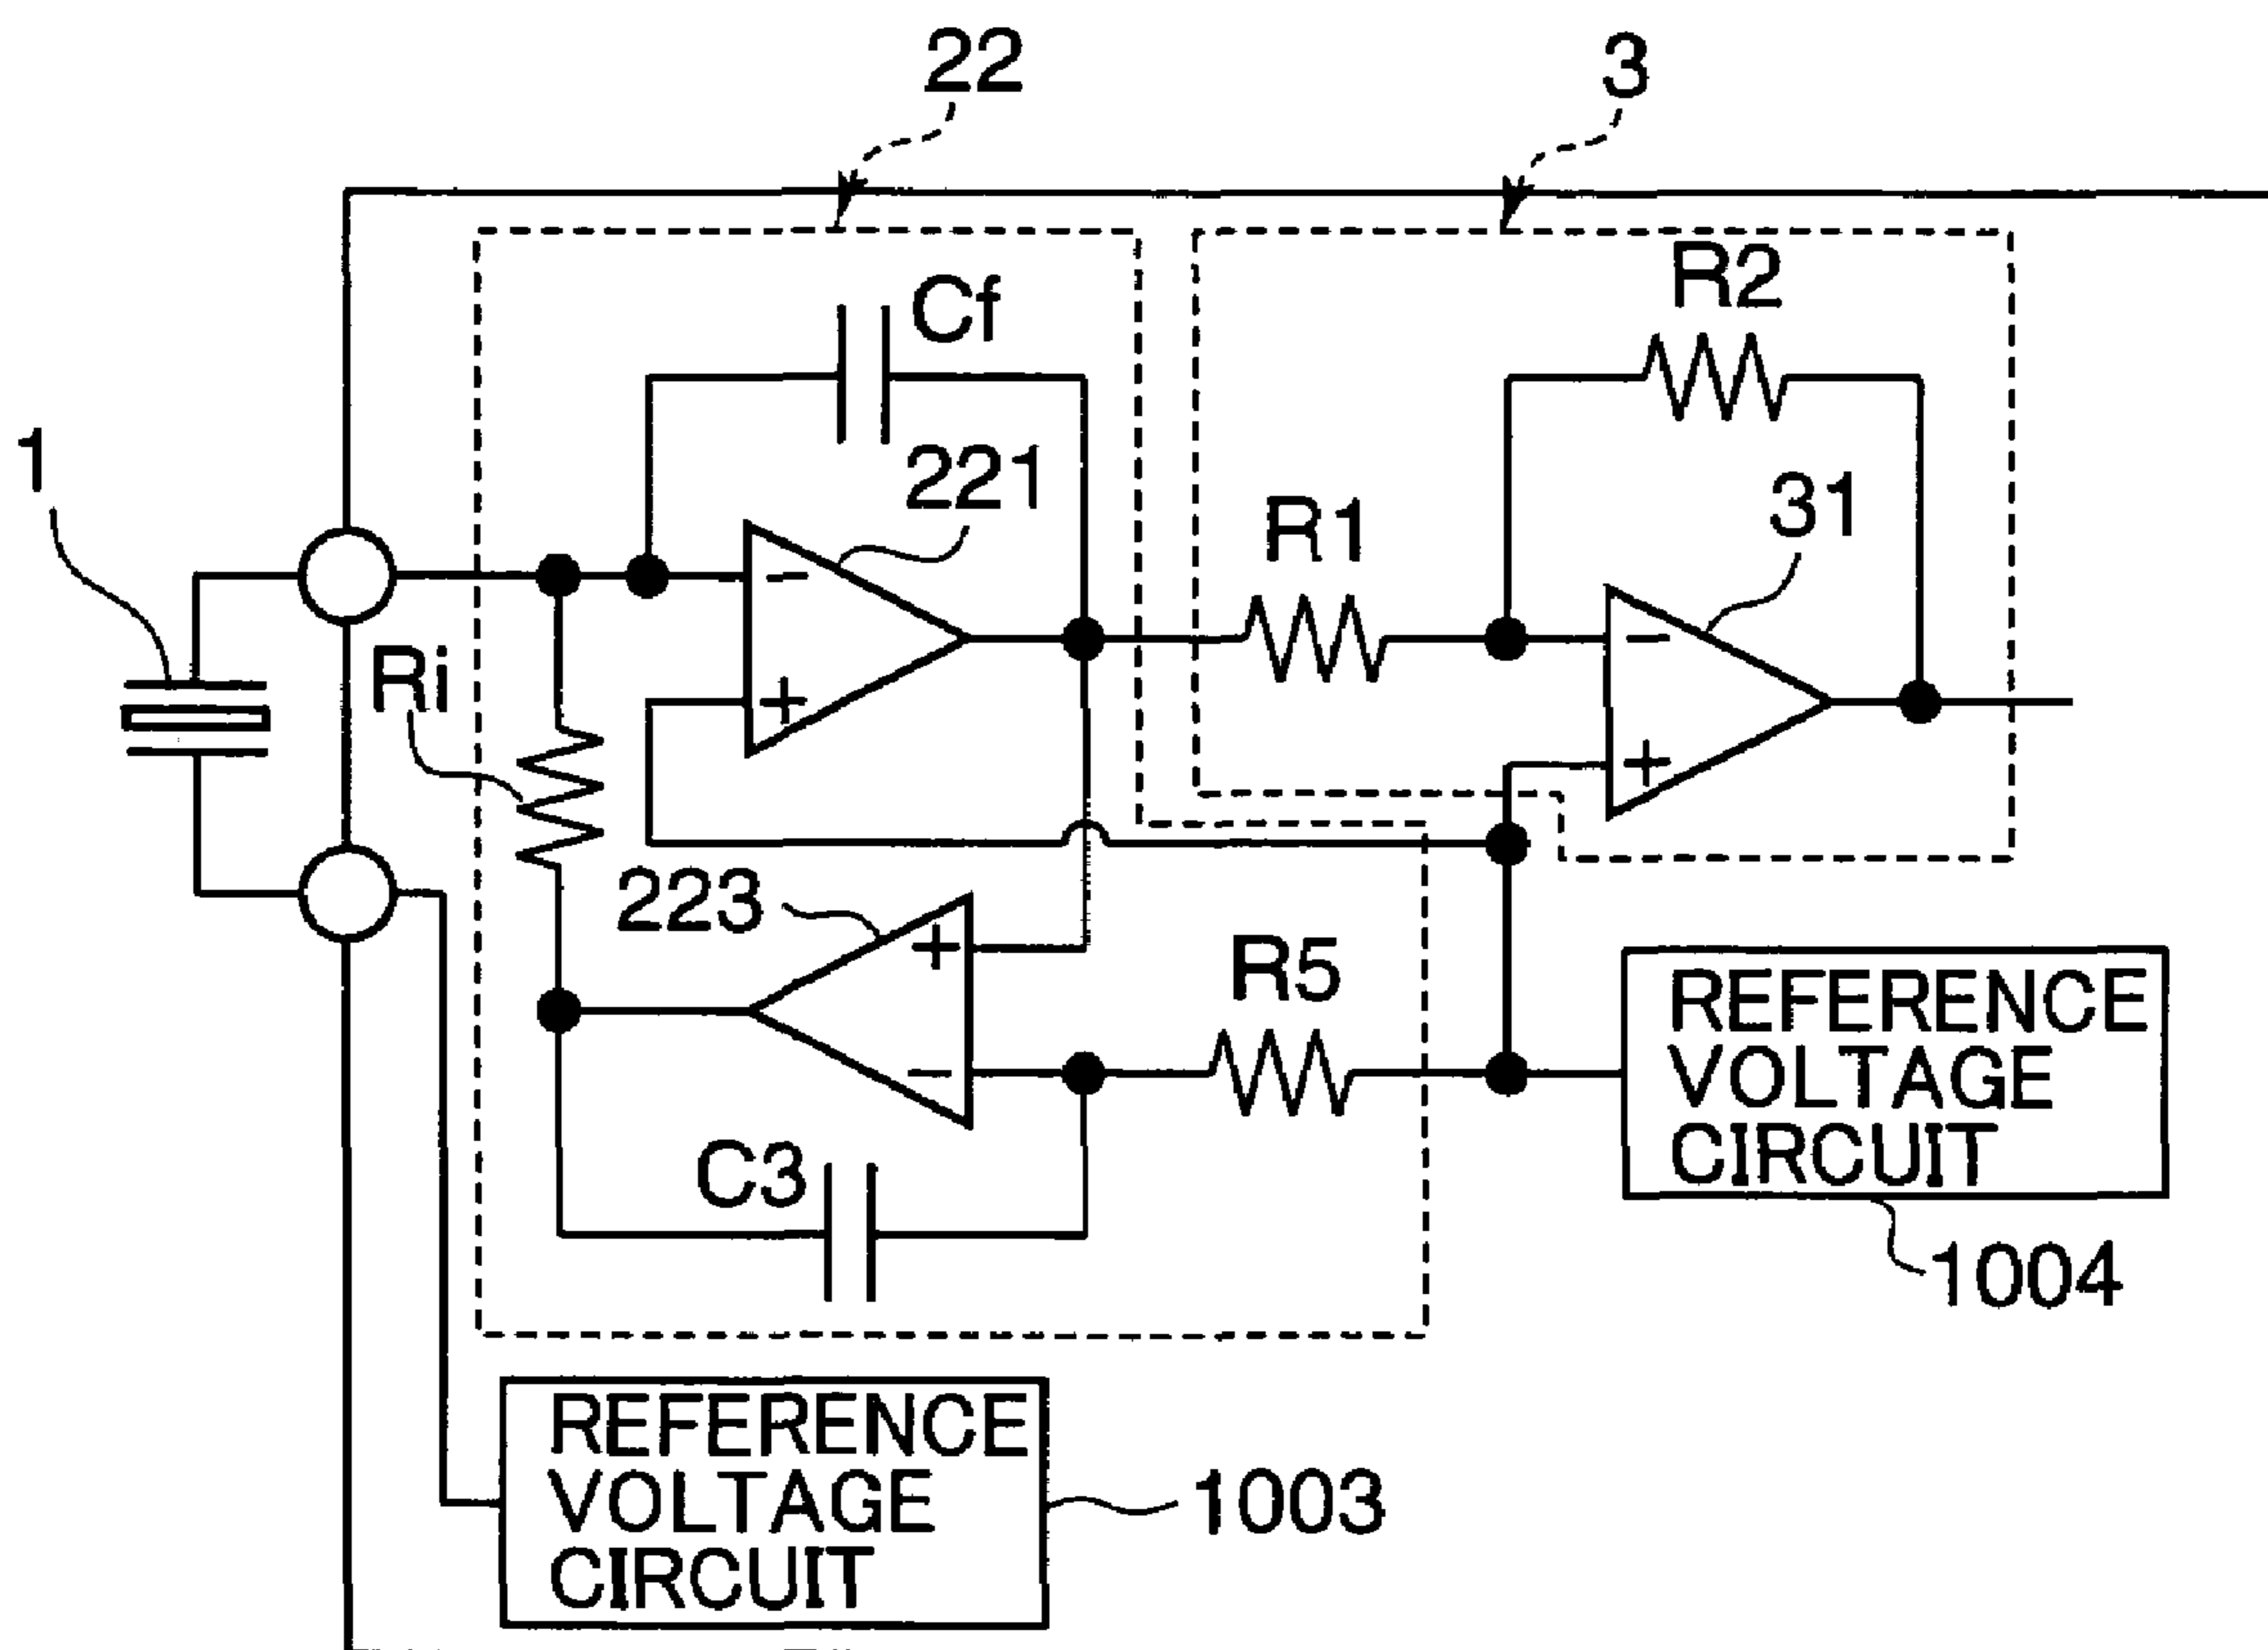 22
3
R2
Cf
1
221
31
R1
Ri
−
−
+
+
223
+
R5
−
REFERENCE
VOLTAGE
CIRCUIT
C3
1004
REFERENCE
VOLTAGE
CIRCUIT
1003